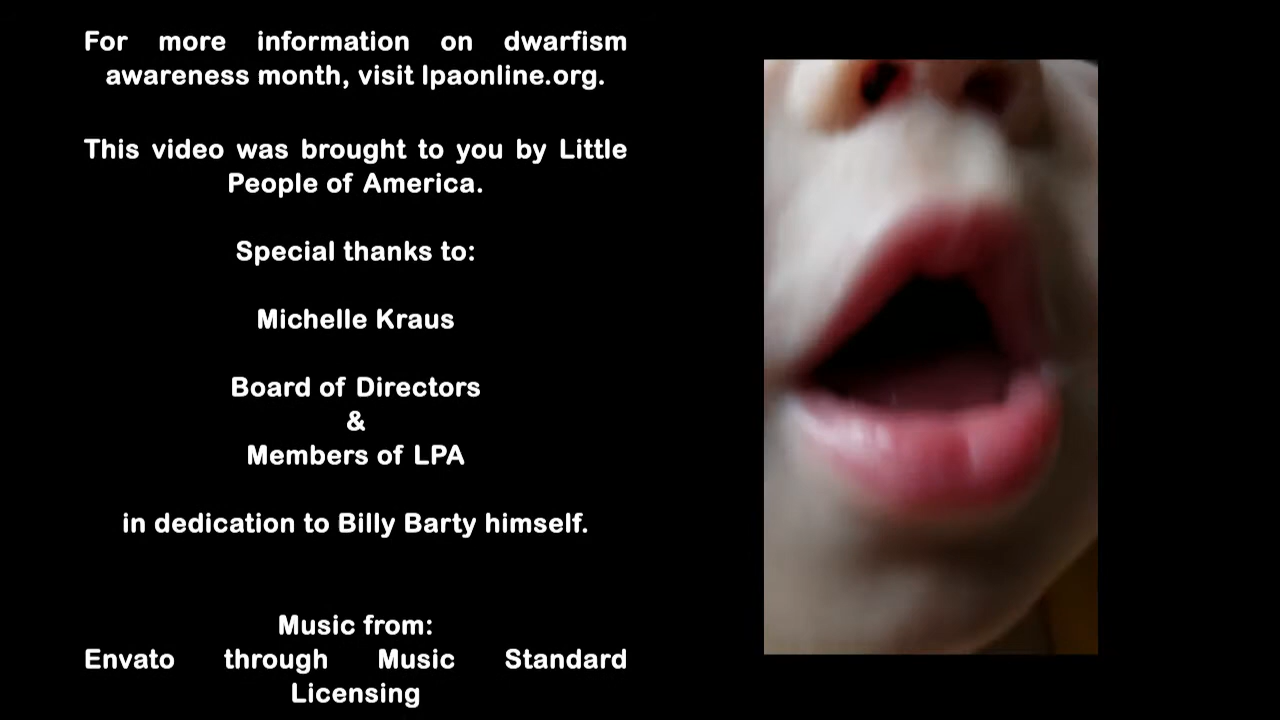 For more information on dwarfism
awareness month, visit lpaonline.org.
This video was brought to you by Little
People of America.
Special thanks to:
Michelle Kraus
Board of Directors
&
Members of LPA
in dedication to Billy Barty himself.
Music from:
Envato through Music Standard
Licensing